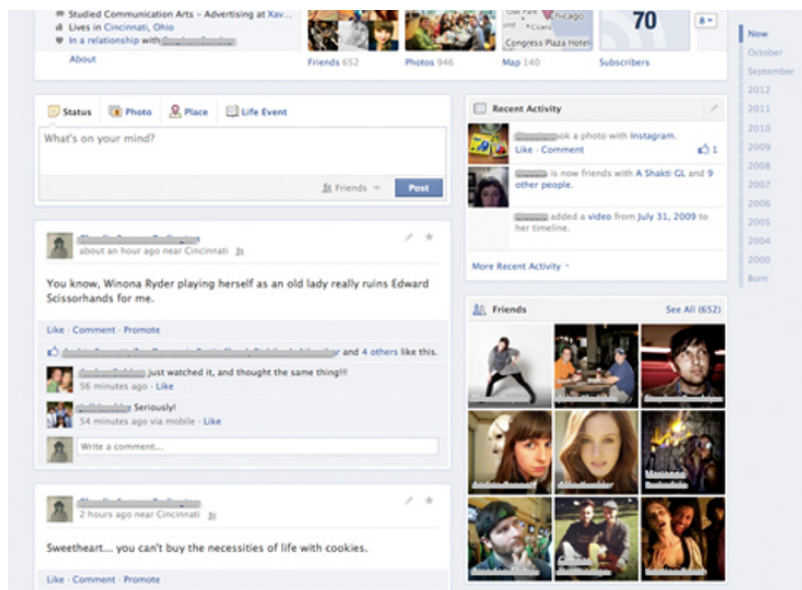 Studied Communication Arts – Advertising at Xav...
Lives in Cincinnati, Ohio
In a relationship with
About
Friends 652
Photos 946
Chicago
Congress Plaza Hotel
Map 140
70
Subscribers
8
Now
October
September
2012
2011
2010
2009
2008
2007
2006
2005
2004
2000
Born
Status Photo Place Life Event
What's on your mind?
Friends Post
about an hour ago near Cincinnati
You know, Winona Ryder playing herself as an old lady really ruins Edward
Scissorhands for me.
Like · Comment · Promote
and 4 others like this.
just watched it, and thought the same thing!!!
56 minutes ago · Like
Seriously!
54 minutes ago via mobile · Like
Write a comment...
2 hours ago near Cincinnati
Sweetheart... you can't buy the necessities of life with cookies.
Like · Comment · Promote
Recent Activity
ook a photo with Instagram.
Like · Comment 1
is now friends with A Shakti GL and 9
other people.
added a video from July 31, 2009 to
her timeline.
More Recent Activity
Friends See All (652)